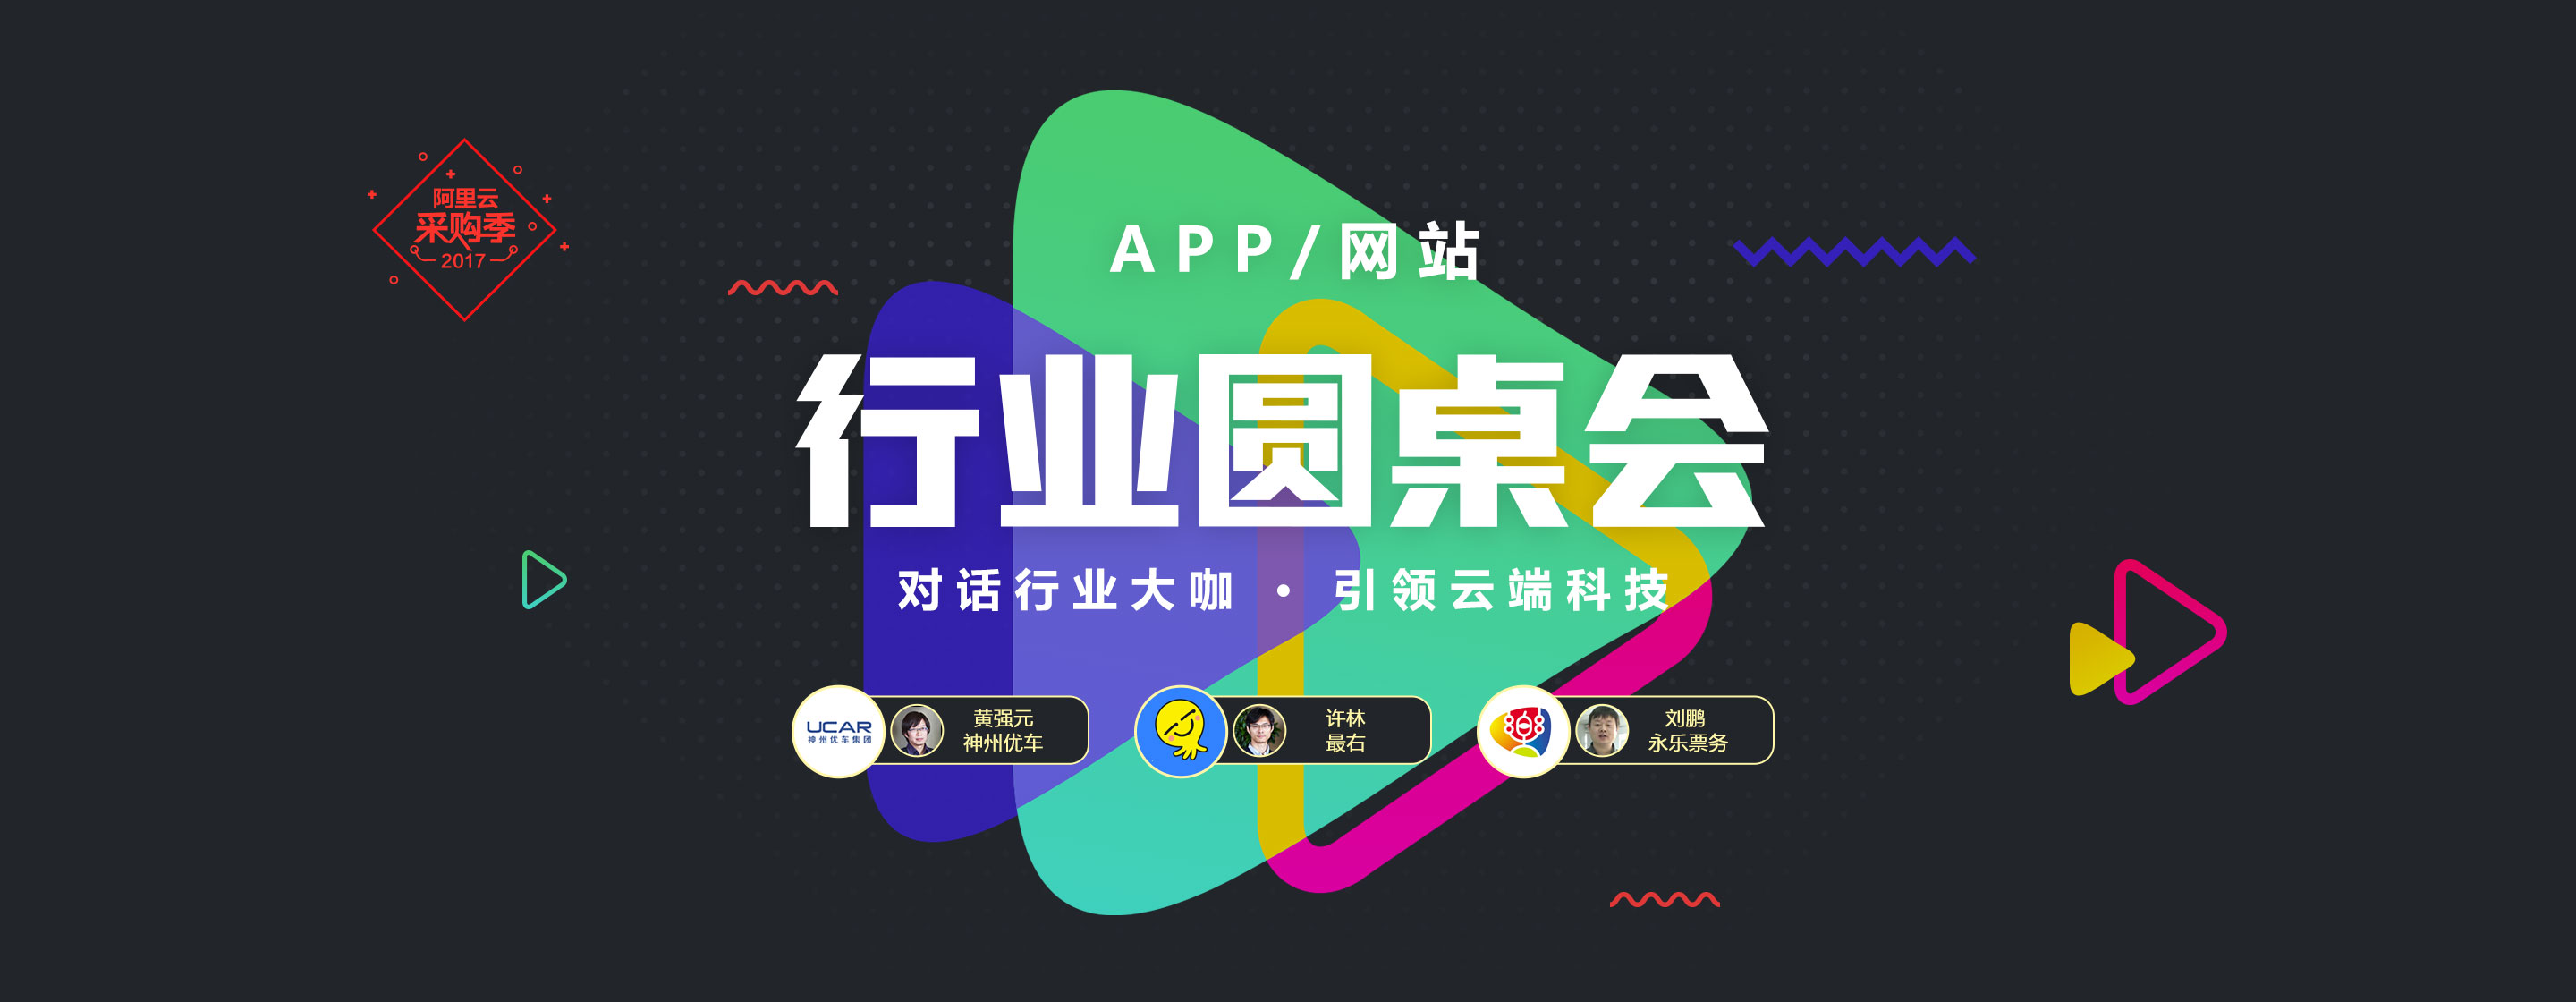 阿里云
采购季
2017
APP/网站
行业圆桌会
对话行业大咖 · 引领云端科技
UCAR
神州优车集团
黄强元
神州优车
许林
最右
刘鹏
永乐票务